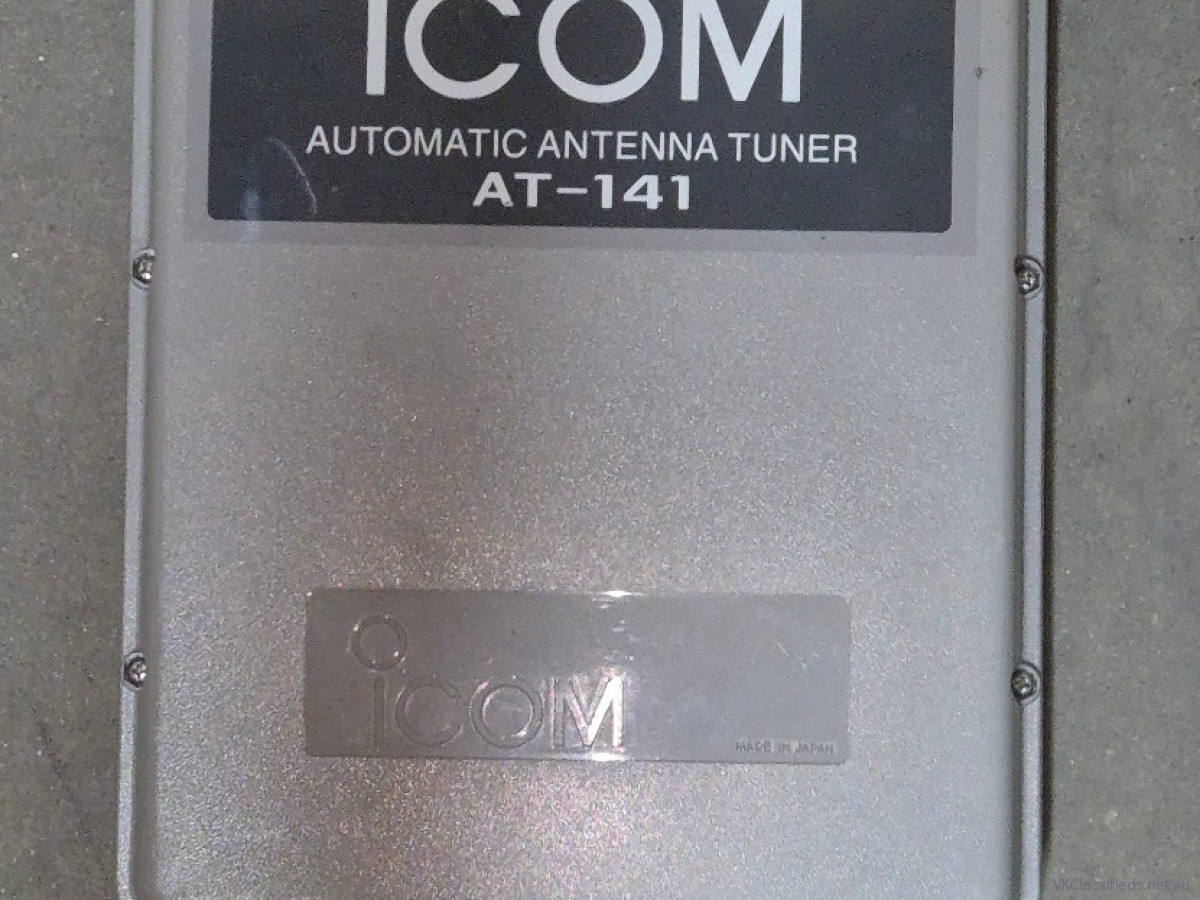 ICOM
AUTOMATIC ANTENNA TUNER
AT-141
ICOM
MADE IN JAPAN
VKClassifieds.net.au